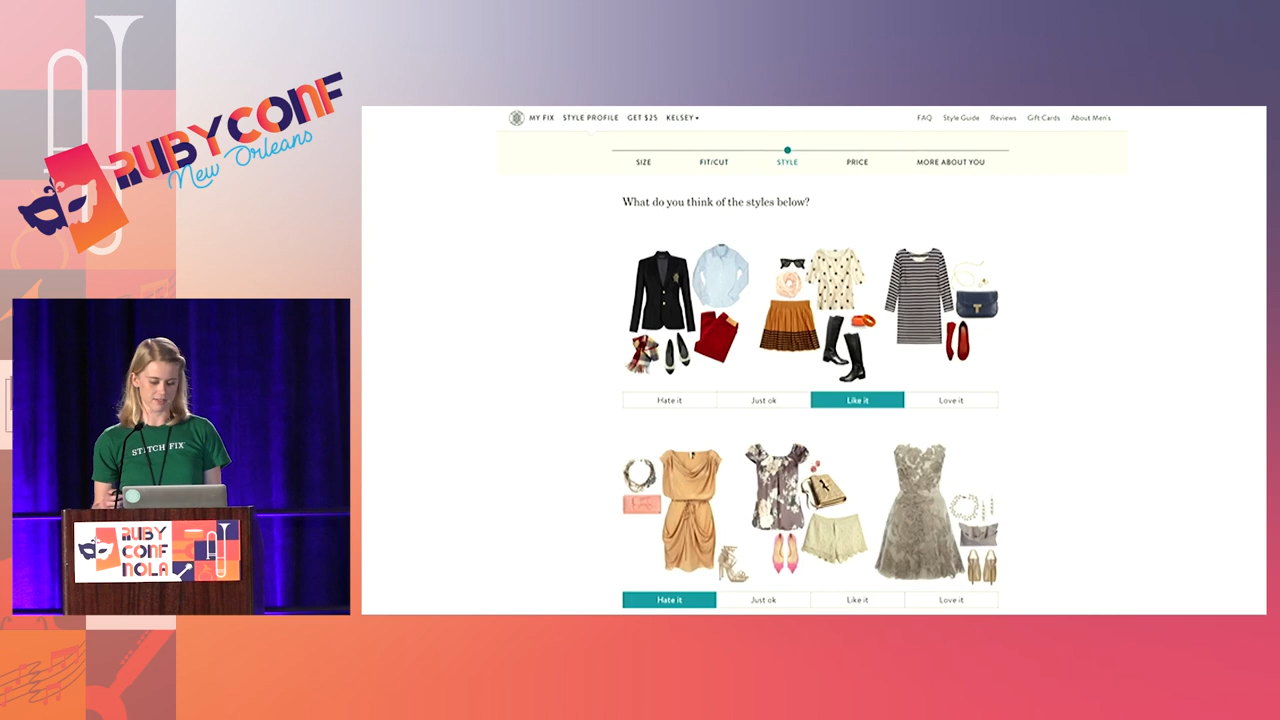 RUBYCONF
New Orleans
STITCH FIX
RUBY
CONF
NOLA
MY FIX STYLE PROFILE GET $25 KELSEY
FAQ Style Guide Reviews Gift Cards About Men's
SIZE FIT/CUT STYLE PRICE MORE ABOUT YOU
What do you think of the styles below?
Hate it Just ok Like it Love it
Hate it Just ok Like it Love it